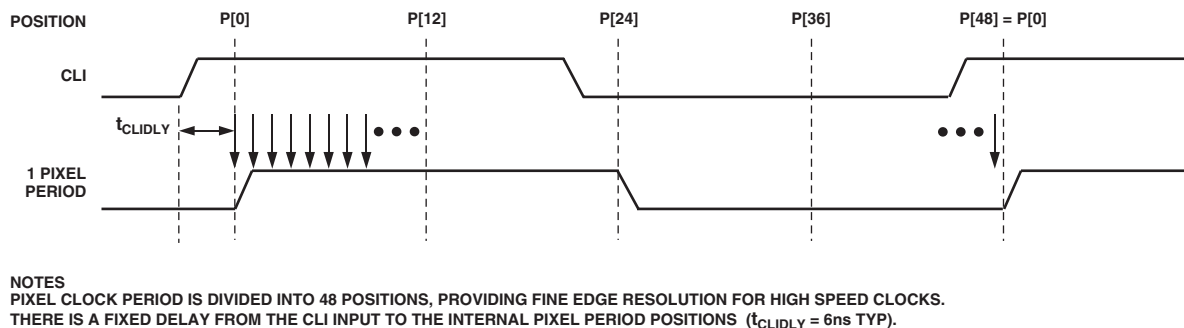 POSITION P[0] P[12] P[24] P[36] P[48] = P[0]
CLI
tCLIDLY
1 PIXEL
PERIOD
NOTES
PIXEL CLOCK PERIOD IS DIVIDED INTO 48 POSITIONS, PROVIDING FINE EDGE RESOLUTION FOR HIGH SPEED CLOCKS.
THERE IS A FIXED DELAY FROM THE CLI INPUT TO THE INTERNAL PIXEL PERIOD POSITIONS (tCLIDLY = 6ns TYP).